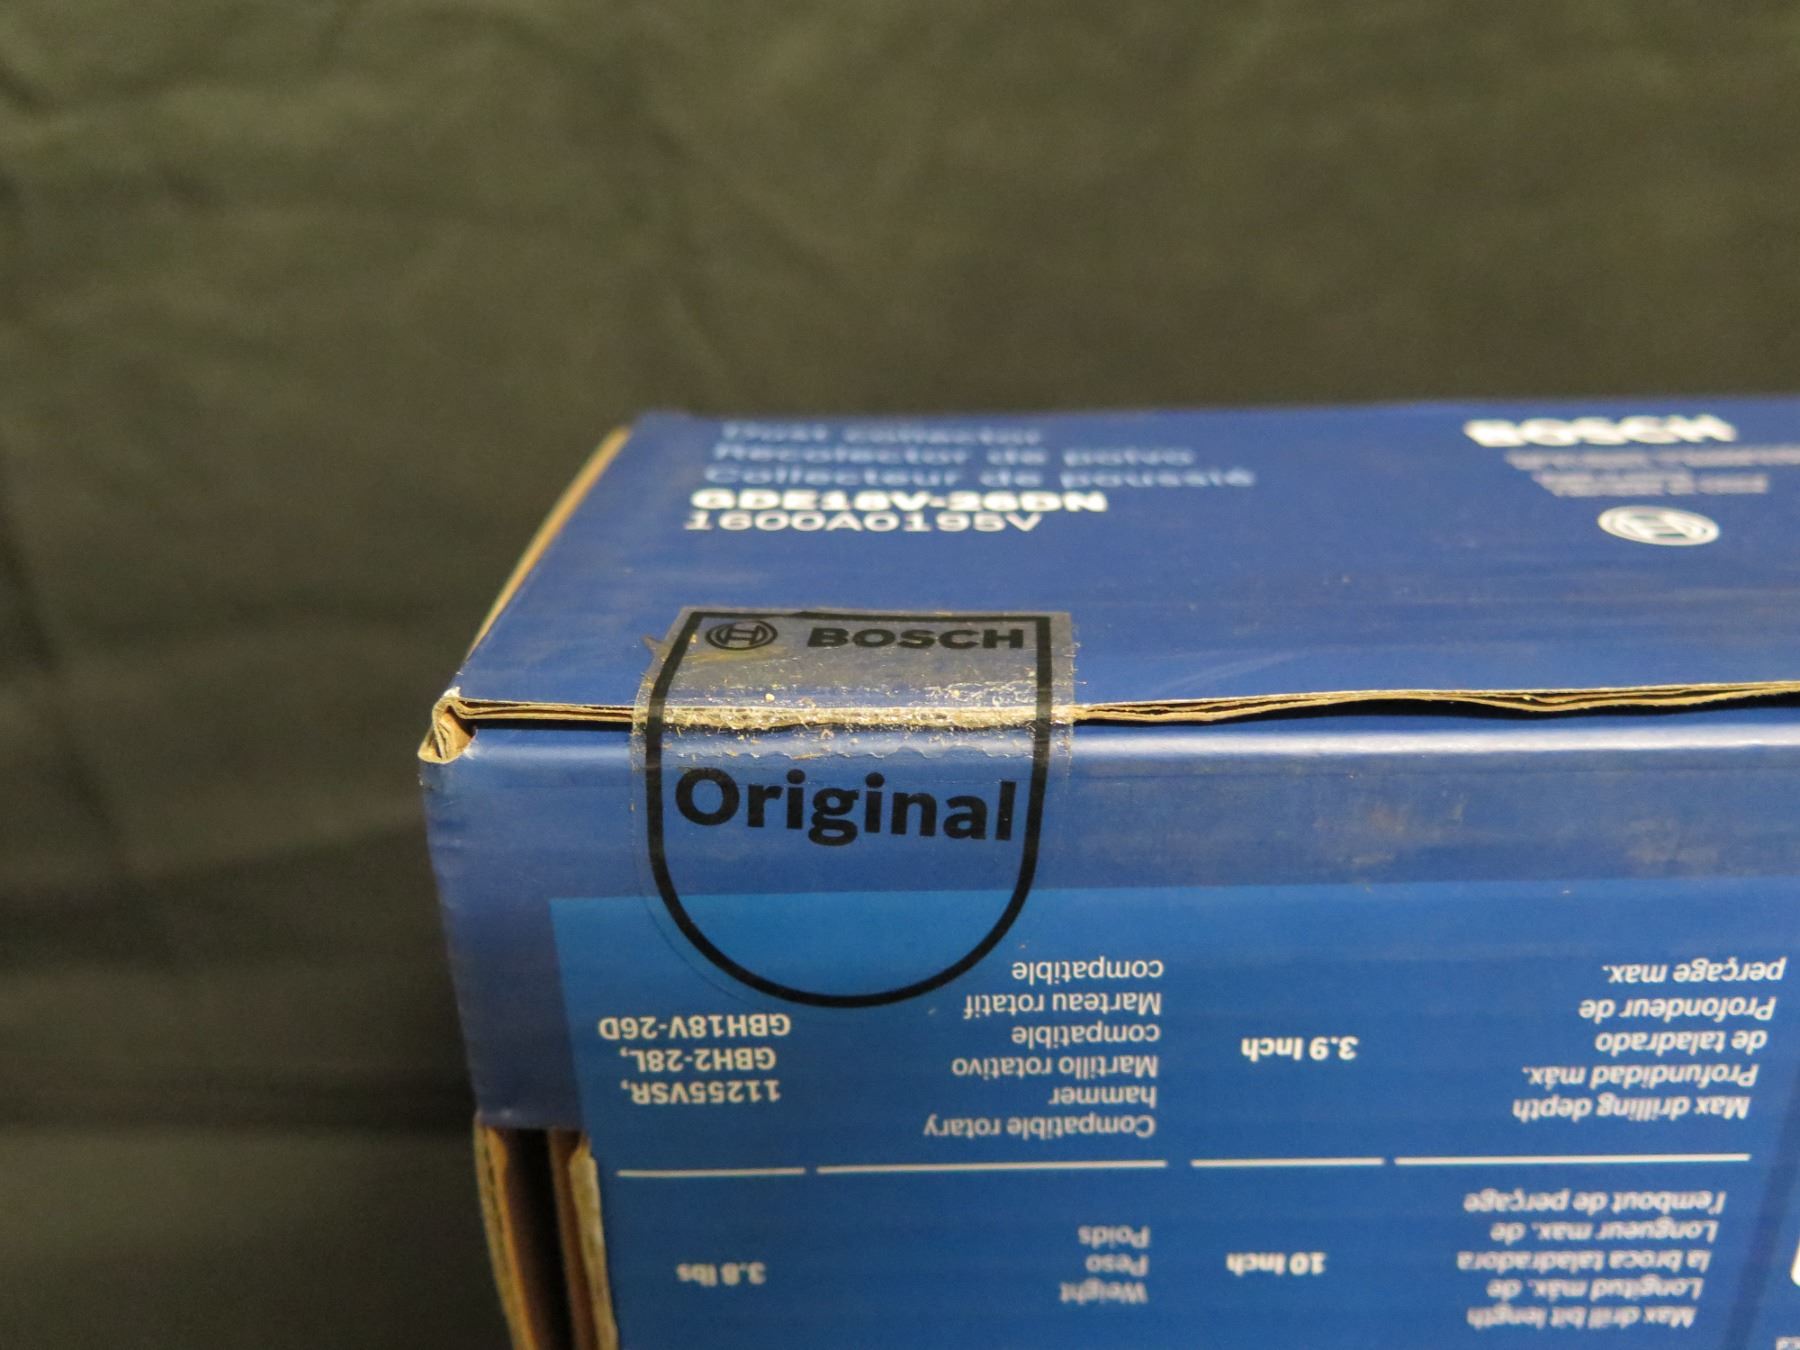 Dust collector
Recolector de polvo
Collecteur de poussié
GDE18V-26DN
1600A0195V
BOSCH
BOSCH
Original
Max drill bit length
Longitud máx. de
la broca taladradora
Longueur max. de
l'embout de perçage
10 Inch
Weight
Peso
Poids
3.8 lbs
Max drilling depth
Profundidad máx.
de taladrado
Profondeur de
perçage max.
3.9 Inch
Compatible rotary
hammer
Martillo rotativo
compatible
Marteau rotatif
compatible
11255VSR,
GBH2-28L,
GBH18V-26D